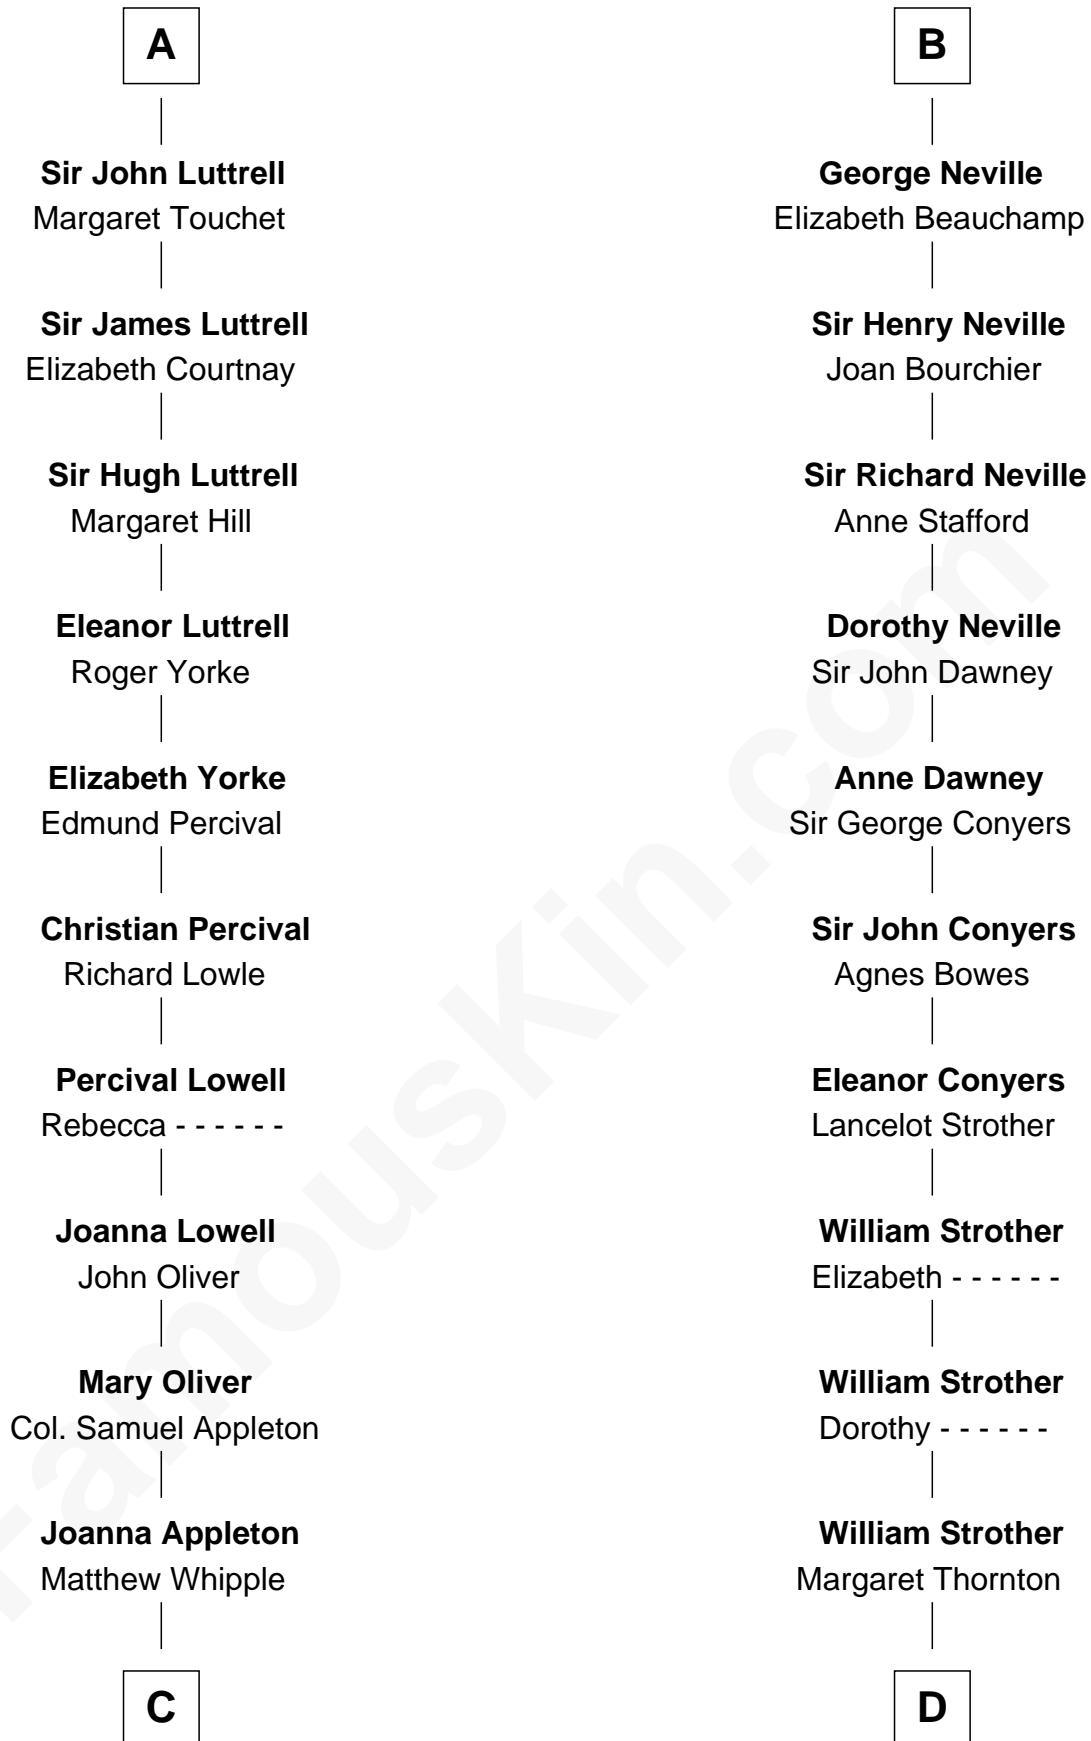 A
Sir John Luttrell
Margaret Touchet
Sir James Luttrell
Elizabeth Courtnay
Sir Hugh Luttrell
Margaret Hill
Eleanor Luttrell
Roger Yorke
Elizabeth Yorke
Edmund Percival
Christian Percival
Richard Lowle
Percival Lowell
Rebecca - - - - - -
Joanna Lowell
John Oliver
Mary Oliver
Col. Samuel Appleton
Joanna Appleton
Matthew Whipple
C
B
George Neville
Elizabeth Beauchamp
Sir Henry Neville
Joan Bourchier
Sir Richard Neville
Anne Stafford
Dorothy Neville
Sir John Dawney
Anne Dawney
Sir George Conyers
Sir John Conyers
Agnes Bowes
Eleanor Conyers
Lancelot Strother
William Strother
Elizabeth - - - - - -
William Strother
Dorothy - - - - - -
William Strother
Margaret Thornton
D
FamousKin.com